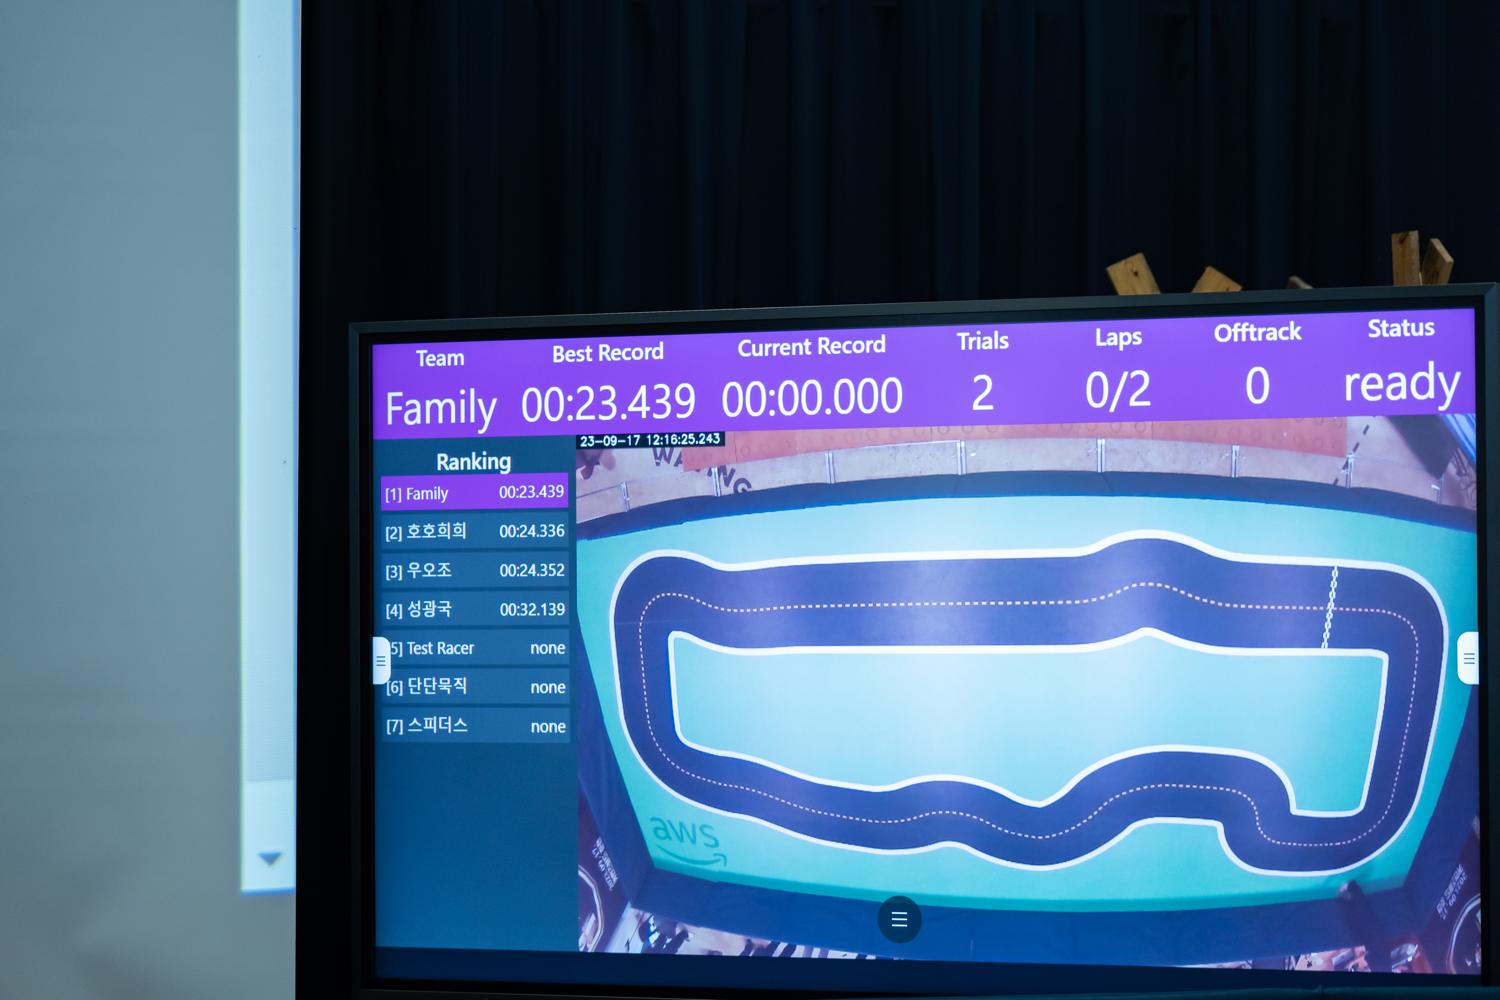 Team Best Record Current Record Trials Laps Offtrack Status
Family 00:23.439 00:00.000 2 0/2 0 ready
23-09-17 12:16:25.243
Ranking
[1] Family 00:23.439
[2] 호호희희 00:24.336
[3] 우오조 00:24.352
[4] 성광국 00:32.139
5] Test Racer none
[6] 단단묵직 none
[7] 스피더스 none
aws